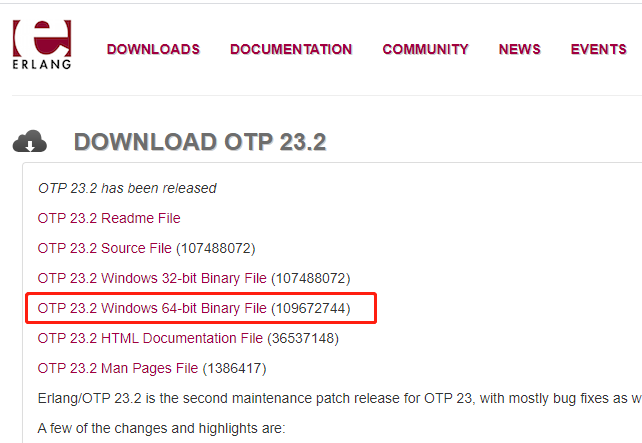 ERLANG
DOWNLOADS DOCUMENTATION COMMUNITY NEWS EVENTS
DOWNLOAD OTP 23.2
OTP 23.2 has been released
OTP 23.2 Readme File
OTP 23.2 Source File (107488072)
OTP 23.2 Windows 32-bit Binary File (107488072)
OTP 23.2 Windows 64-bit Binary File (109672744)
OTP 23.2 HTML Documentation File (36537148)
OTP 23.2 Man Pages File (1386417)
Erlang/OTP 23.2 is the second maintenance patch release for OTP 23, with mostly bug fixes as w
A few of the changes and highlights are: